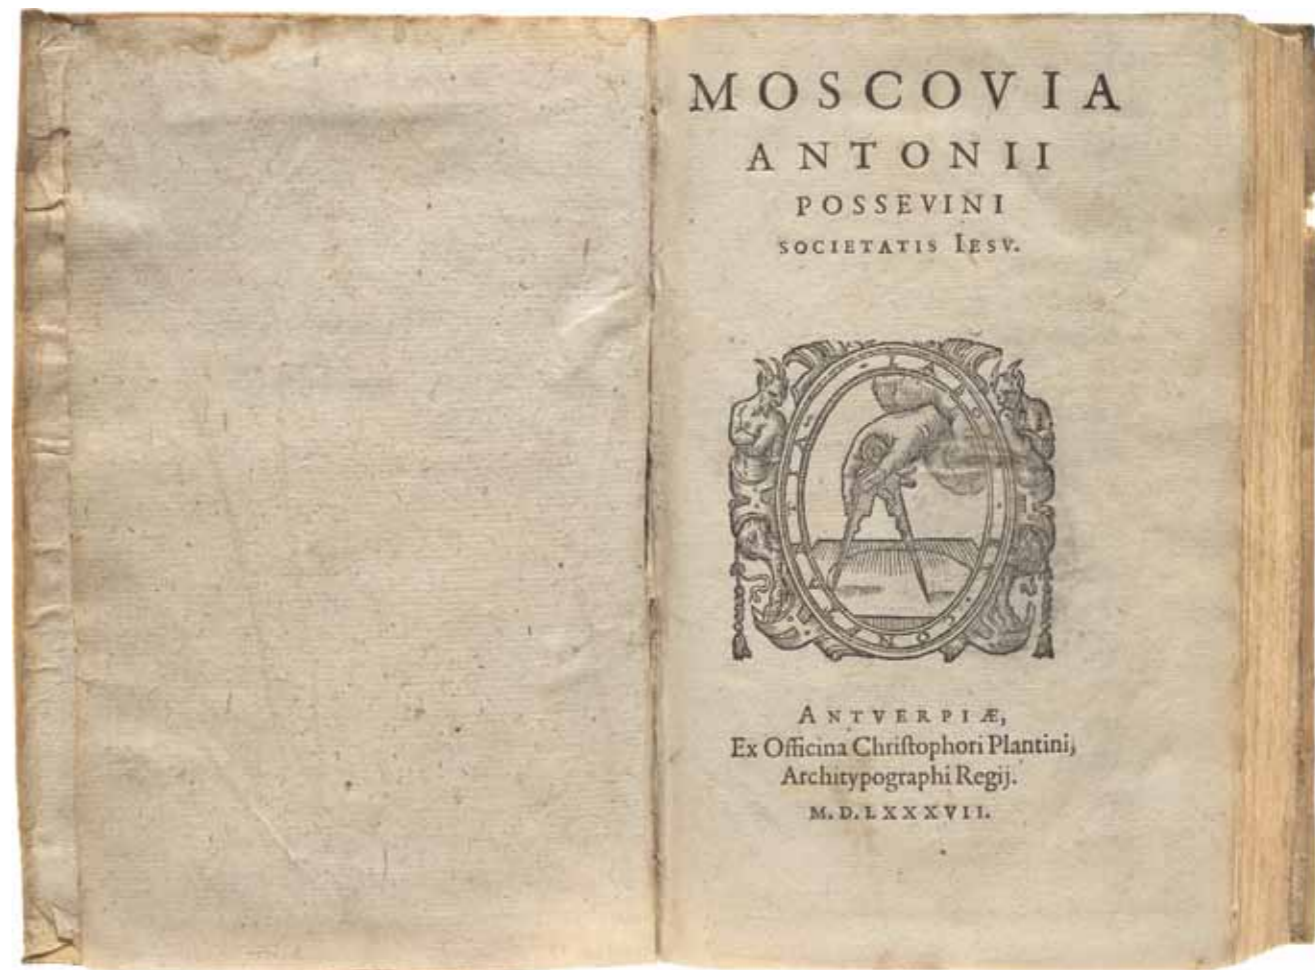 MOSCOVIA
ANTONII
POSSEVINI
SOCIETATIS IESV.
ANTVERPIÆ,
Ex Officina Chriſtophori Plantini,
Architypographi Regij.
M. D. LXXXVII.